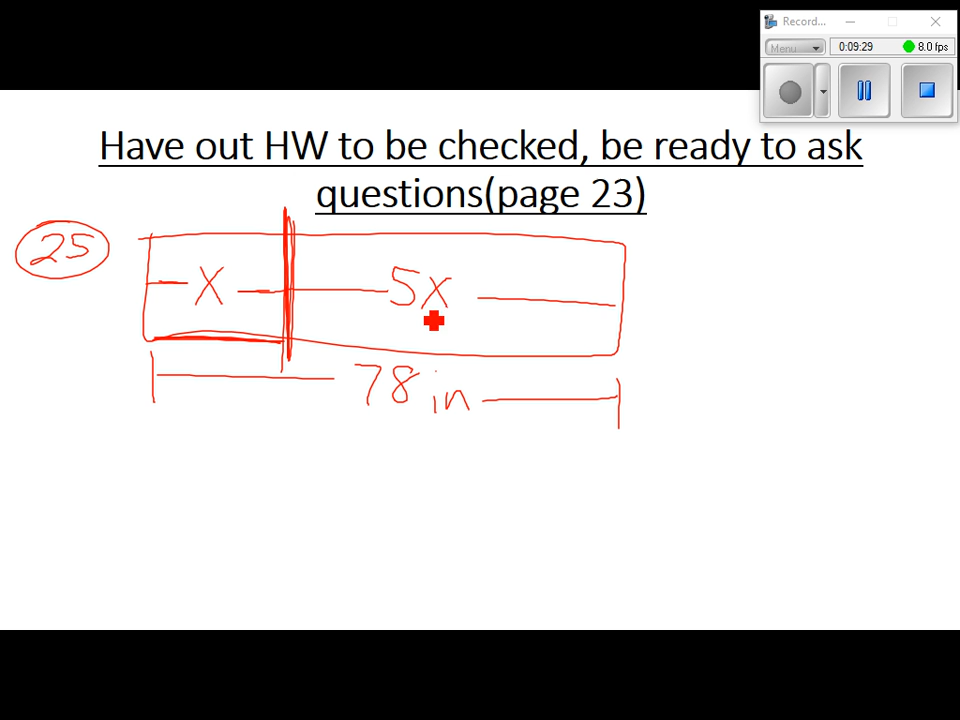 Record...
Menu
0:09:29
8.0 fps
Have out HW to be checked, be ready to ask
questions(page 23)
25
X
5x
78 in